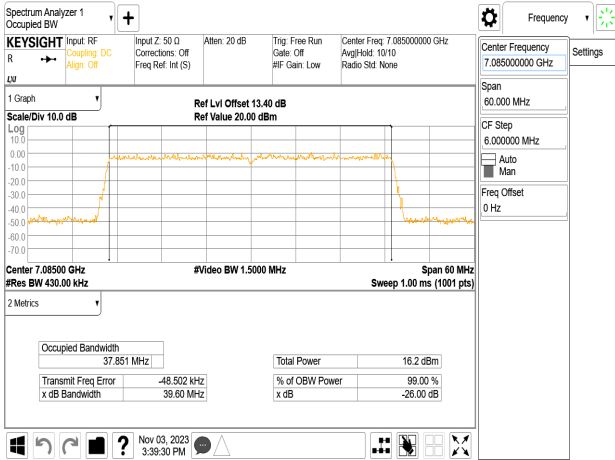 Spectrum Analyzer 1
Occupied BW
Frequency
KEYSIGHT
R
LXI
Input: RF
Coupling: DC
Align: Off
Input Z: 50 Ω
Corrections: Off
Freq Ref: Int (S)
Atten: 20 dB
Trig: Free Run
Gate: Off
#IF Gain: Low
Center Freq: 7.085000000 GHz
Avg|Hold: 10/10
Radio Std: None
Center Frequency
7.085000000 GHz
Settings
Span
60.000 MHz
CF Step
6.000000 MHz
Auto
Man
Freq Offset
0 Hz
1 Graph
Scale/Div 10.0 dB
Ref Lvl Offset 13.40 dB
Ref Value 20.00 dBm
Log
10.0
0.00
-10.0
-20.0
-30.0
-40.0
-50.0
-60.0
-70.0
Center 7.08500 GHz
#Video BW 1.5000 MHz
Span 60 MHz
#Res BW 430.00 kHz
Sweep 1.00 ms (1001 pts)
2 Metrics
Occupied Bandwidth
37.851 MHz
Total Power 16.2 dBm
Transmit Freq Error -48.502 kHz
% of OBW Power 99.00 %
x dB Bandwidth 39.60 MHz
x dB -26.00 dB
?
Nov 03, 2023
3:39:30 PM